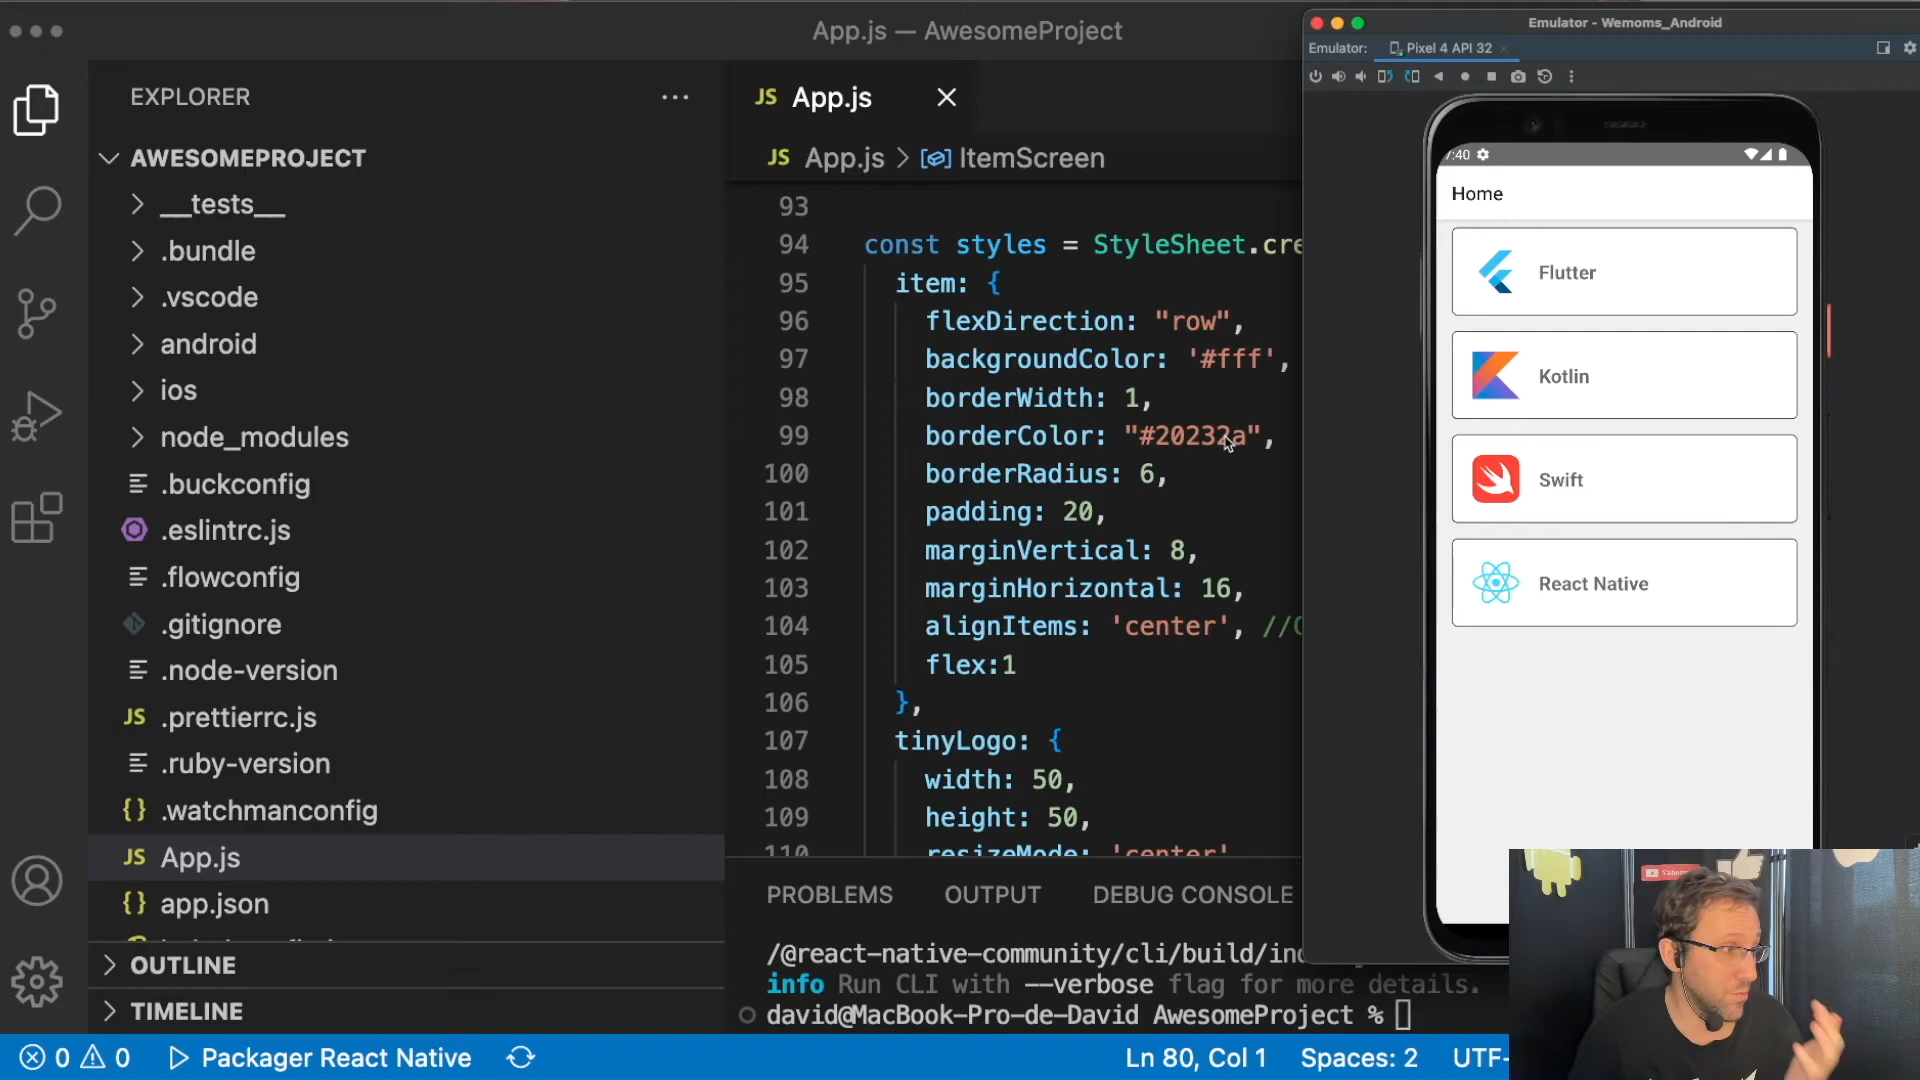 App.js — AwesomeProject
EXPLORER
AWESOMEPROJECT
__tests__
.bundle
.vscode
android
ios
node_modules
.buckconfig
.eslintrc.js
.flowconfig
.gitignore
.node-version
.prettierrc.js
.ruby-version
.watchmanconfig
JS App.js
app.json
OUTLINE
TIMELINE
JS App.js
JS App.js > ItemScreen
93
94 const styles = StyleSheet.cre
95 item: {
96 flexDirection: "row",
97 backgroundColor: '#fff',
98 borderWidth: 1,
99 borderColor: "#20232a",
100 borderRadius: 6,
101 padding: 20,
102 marginVertical: 8,
103 marginHorizontal: 16,
104 alignItems: 'center', //
105 flex:1
106 },
107 tinyLogo: {
108 width: 50,
109 height: 50,
110 resizeMode: 'center'
PROBLEMS OUTPUT DEBUG CONSOLE
/@react-native-community/cli/build/in
info Run CLI with --verbose flag for more details.
david@MacBook-Pro-de-David AwesomeProject %
0 0 Packager React Native
Ln 80, Col 1 Spaces: 2 UTF-
Emulator - Wemoms_Android
Emulator: Pixel 4 API 32
7:40
Home
Flutter
Kotlin
Swift
React Native